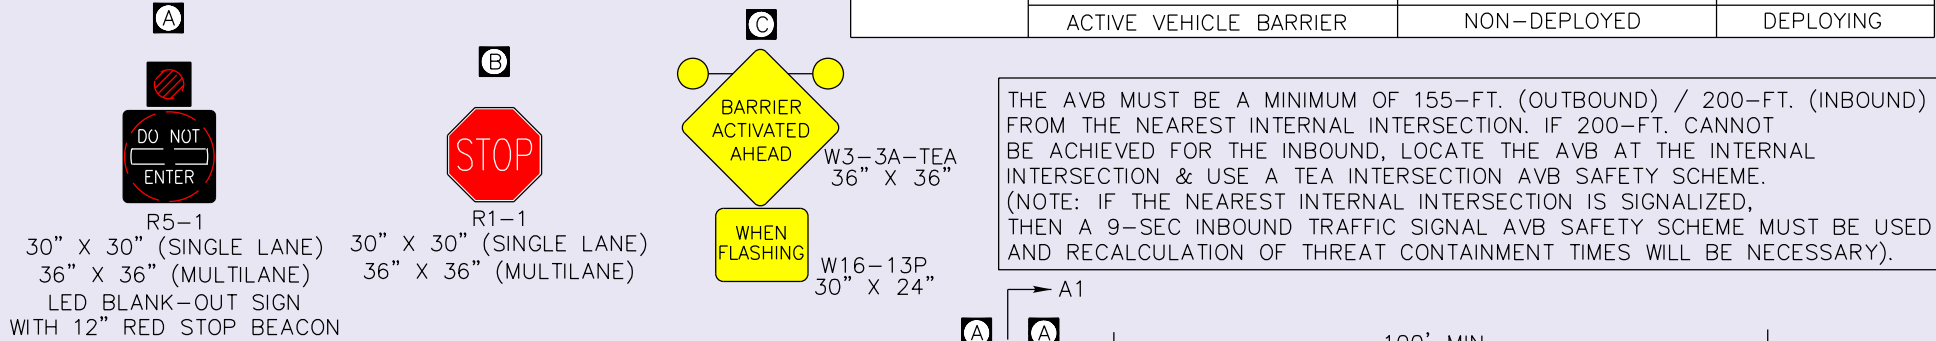 A
DO NOT
ENTER
R5-1
30” X 30” (SINGLE LANE)
36” X 36” (MULTILANE)
LED BLANK-OUT SIGN
WITH 12” RED STOP BEACON
B
STOP
R1-1
30” X 30” (SINGLE LANE)
36” X 36” (MULTILANE)
C
BARRIER
ACTIVATED
AHEAD
W3-3A-TEA
36” X 36”
WHEN
FLASHING
W16-13P
30” X 24”
ACTIVE VEHICLE BARRIER NON-DEPLOYED DEPLOYING
THE AVB MUST BE A MINIMUM OF 155-FT. (OUTBOUND) / 200-FT. (INBOUND)
FROM THE NEAREST INTERNAL INTERSECTION. IF 200-FT. CANNOT
BE ACHIEVED FOR THE INBOUND, LOCATE THE AVB AT THE INTERNAL
INTERSECTION & USE A TEA INTERSECTION AVB SAFETY SCHEME.
(NOTE: IF THE NEAREST INTERNAL INTERSECTION IS SIGNALIZED,
THEN A 9-SEC INBOUND TRAFFIC SIGNAL AVB SAFETY SCHEME MUST BE USED
AND RECALCULATION OF THREAT CONTAINMENT TIMES WILL BE NECESSARY).
A1
A A
100' MIN